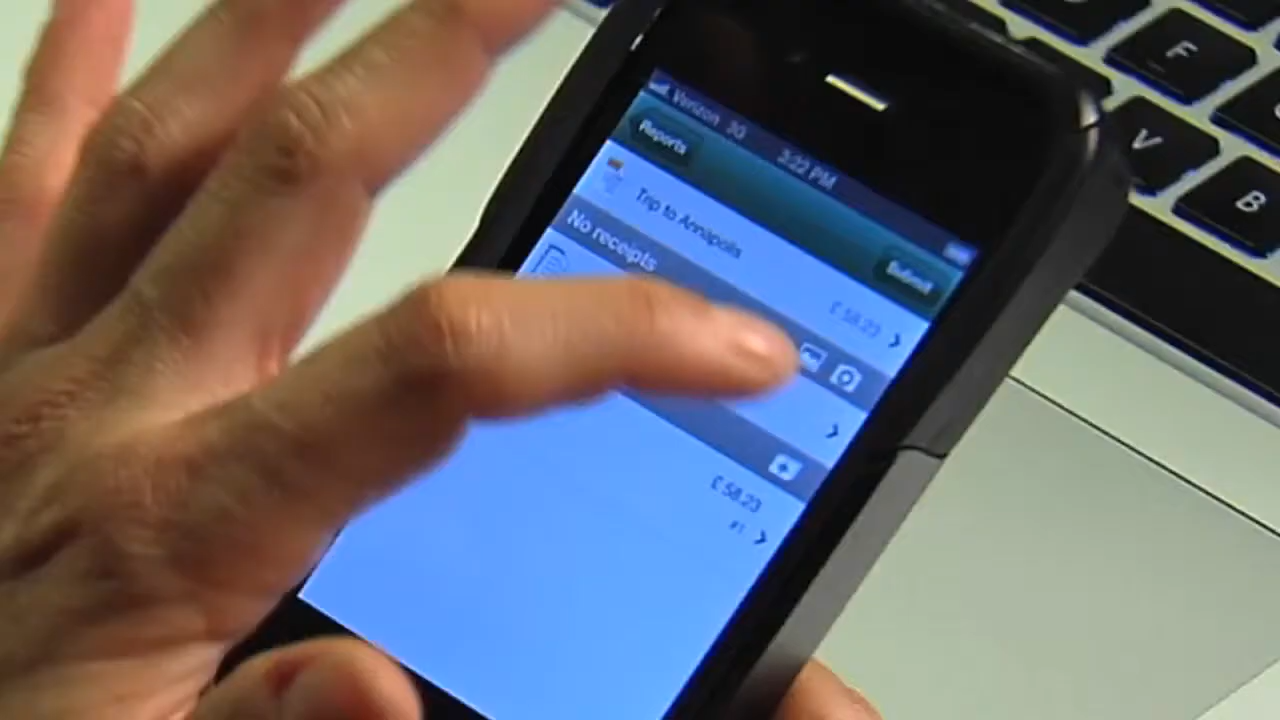 Verizon 3G
3:22 PM
Reports
Submit
Trip to Annapolis
£ 58.23
No receipts
£ 58.23
#1
F
V
B